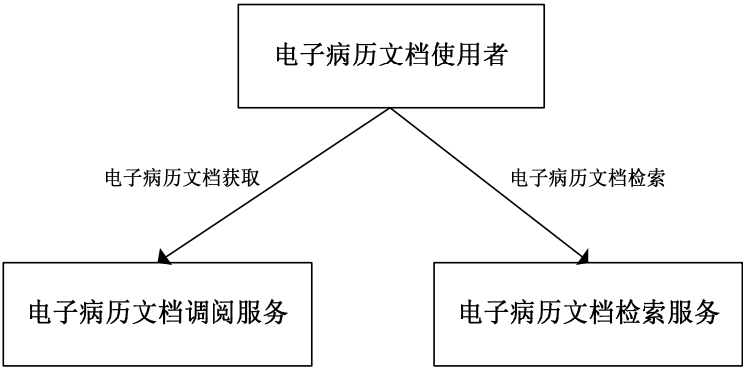 电子病历文档使用者
电子病历文档获取
电子病历文档检索
电子病历文档调阅服务
电子病历文档检索服务